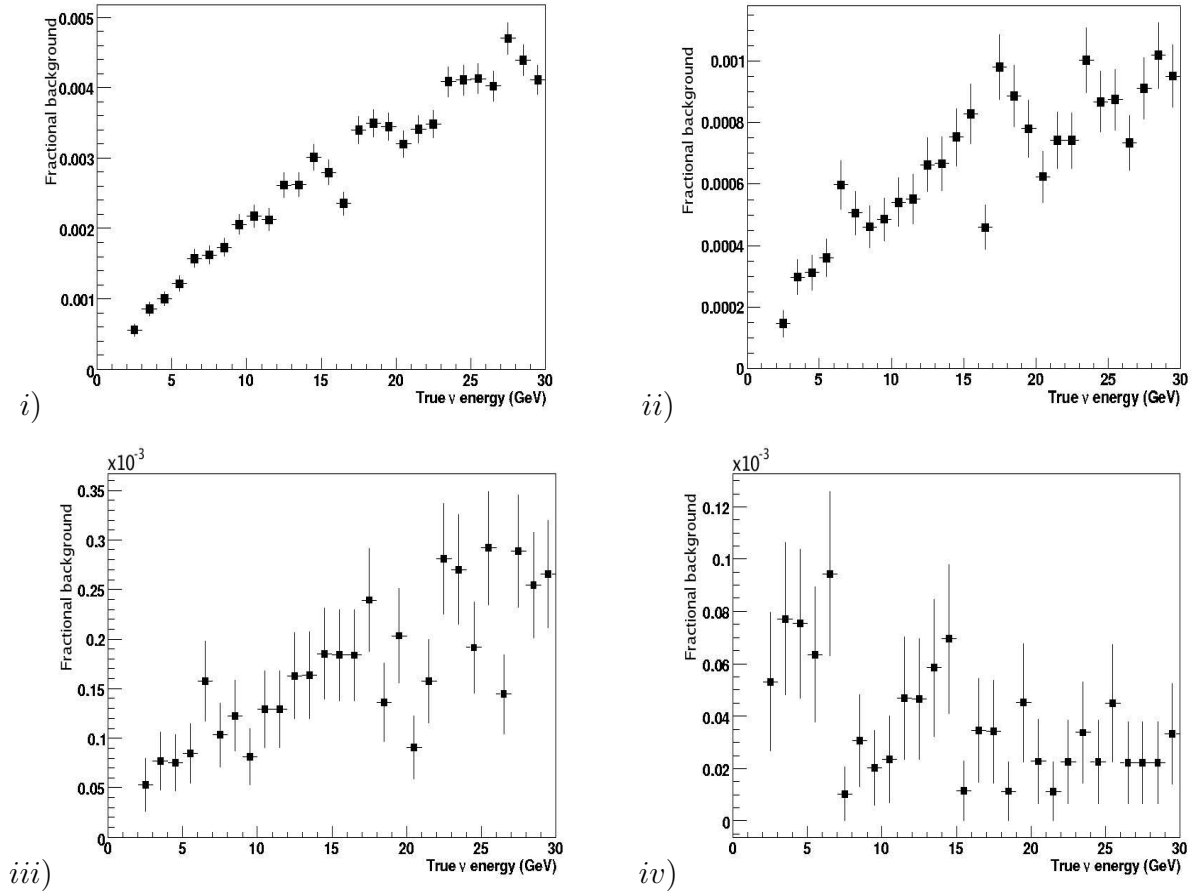 Fractional background
0.005
0.004
0.003
0.002
0.001
0
0 5 10 15 20 25 30
True ν energy (GeV)
i)
Fractional background
0.001
0.0008
0.0006
0.0004
0.0002
0
0 5 10 15 20 25 30
True ν energy (GeV)
ii)
x10⁻³
Fractional background
0.35
0.3
0.25
0.2
0.15
0.1
0.05
0
0 5 10 15 20 25 30
True ν energy (GeV)
iii)
x10⁻³
Fractional background
0.12
0.1
0.08
0.06
0.04
0.02
0
0 5 10 15 20 25 30
True ν energy (GeV)
iv)